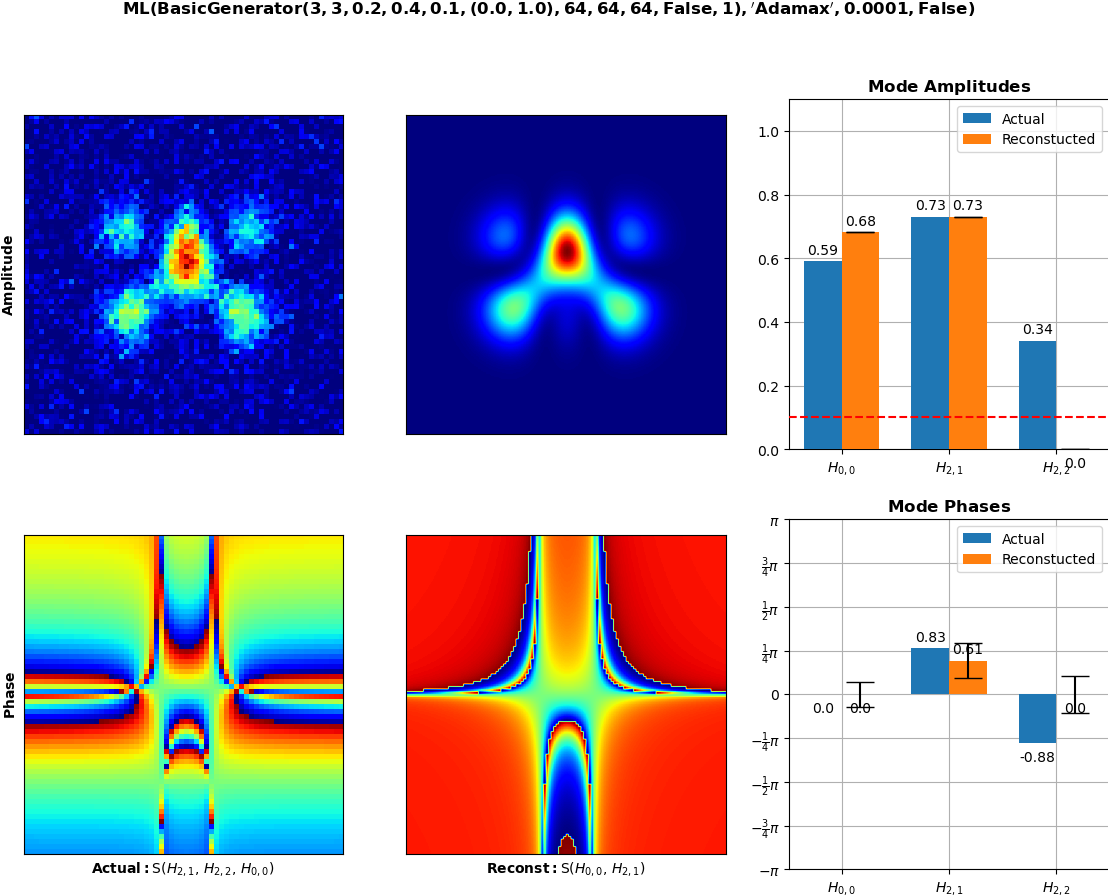 ML(BasicGenerator(3, 3, 0.2, 0.4, 0.1, (0.0, 1.0), 64, 64, 64, False, 1), ′Adamax′, 0.0001, False)
Amplitude
Mode Amplitudes
Actual
Reconstucted
1.0
0.8
0.6
0.4
0.2
0.0
0.59
0.68
0.73
0.73
0.34
0.0
H0,0
H2,1
H2,2
Phase
Actual: S(H2,1, H2,2, H0,0)
Reconst: S(H0,0, H2,1)
Mode Phases
Actual
Reconstucted
π
3/4π
1/2π
1/4π
0
−1/4π
−1/2π
−3/4π
−π
0.0
0.0
0.83
0.61
-0.88
0.0
H0,0
H2,1
H2,2